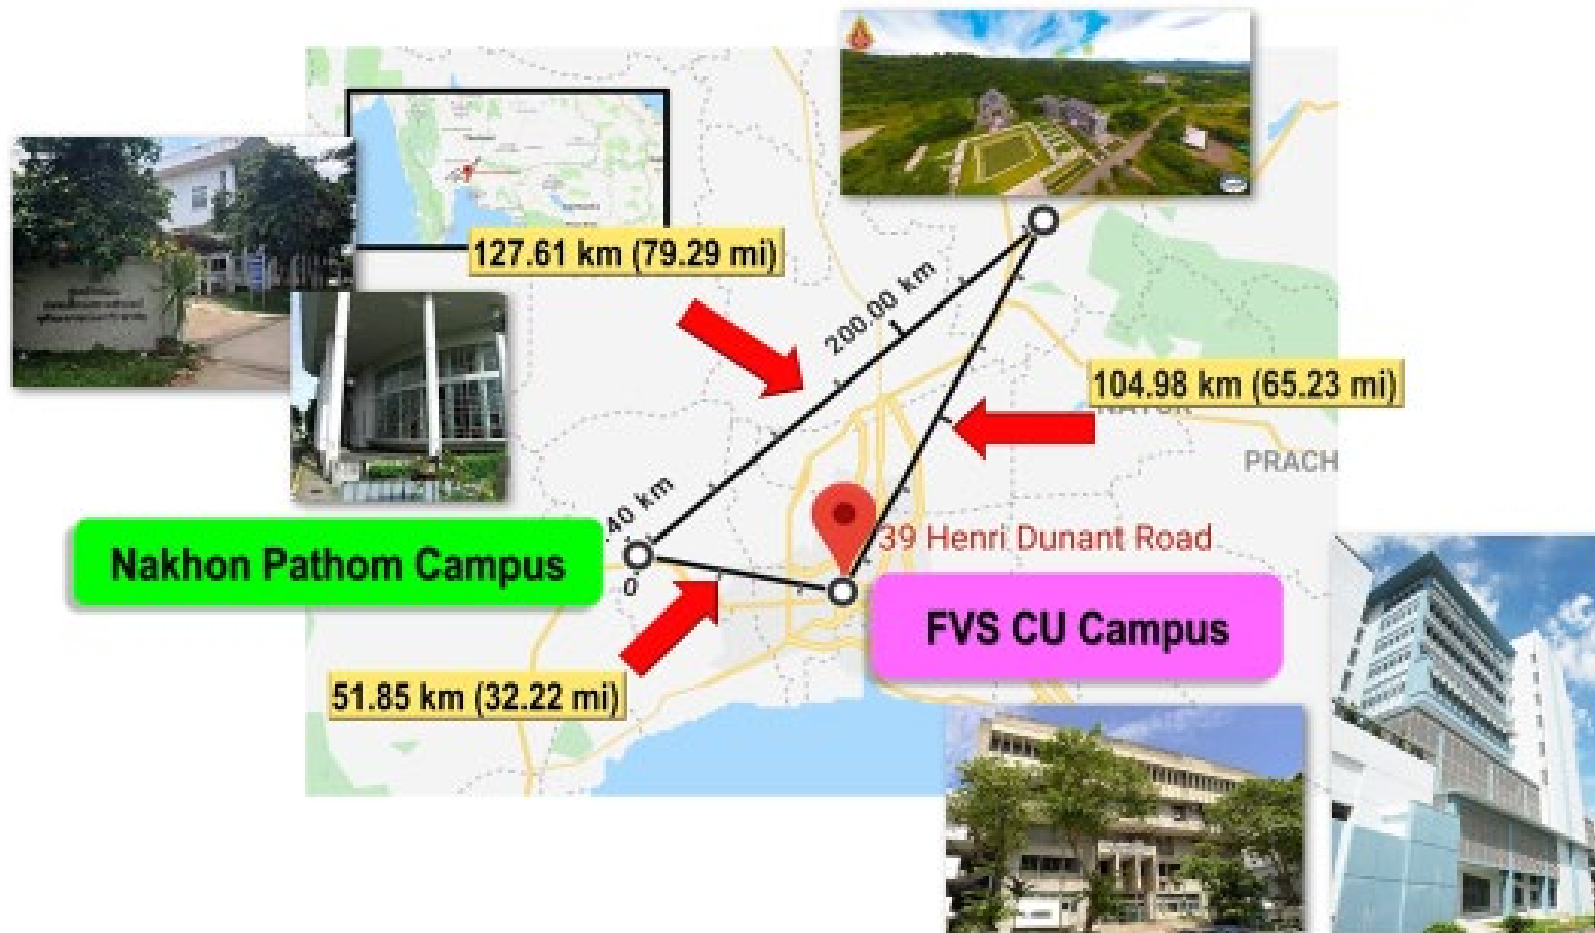 127.61 km (79.29 mi)
200.00 km
104.98 km (65.23 mi)
PRACH
.40 km
39 Henri Dunant Road
Nakhon Pathom Campus
0
FVS CU Campus
51.85 km (32.22 mi)